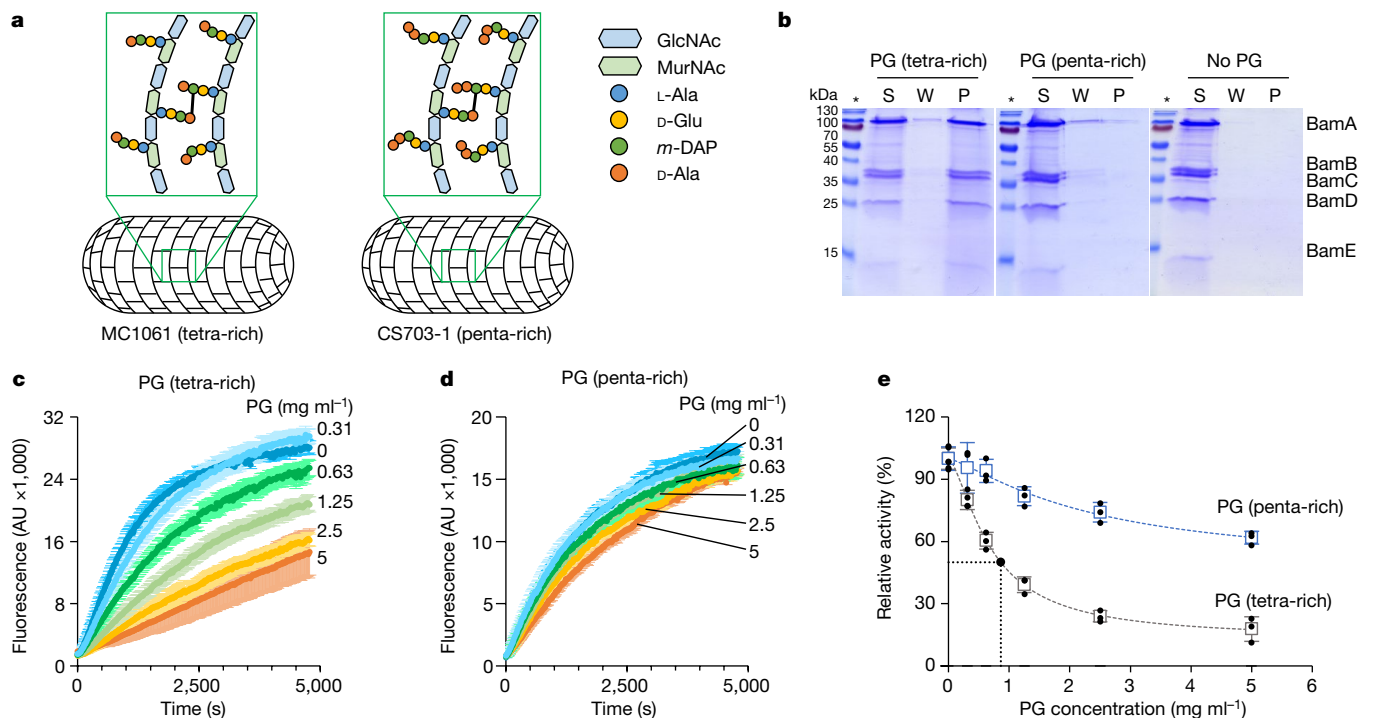 a
GlcNAc
MurNAc
L-Ala
D-Glu
m-DAP
D-Ala
MC1061 (tetra-rich)
CS703-1 (penta-rich)
b
PG (tetra-rich) PG (penta-rich) No PG
kDa * S W P * S W P * S W P
130
100
70
55
40
35
25
15
BamA
BamB
BamC
BamD
BamE
c
PG (tetra-rich)
PG (mg ml⁻¹)
0.31
0
0.63
1.25
2.5
5
Fluorescence (AU ×1,000)
32
24
16
8
0
0 2,500 5,000
Time (s)
d
PG (penta-rich)
PG (mg ml⁻¹)
0
0.31
0.63
1.25
2.5
5
Fluorescence (AU ×1,000)
20
15
10
5
0
0 2,500 5,000
Time (s)
e
Relative activity (%)
120
90
60
30
0
PG (penta-rich)
PG (tetra-rich)
0 1 2 3 4 5 6
PG concentration (mg ml⁻¹)